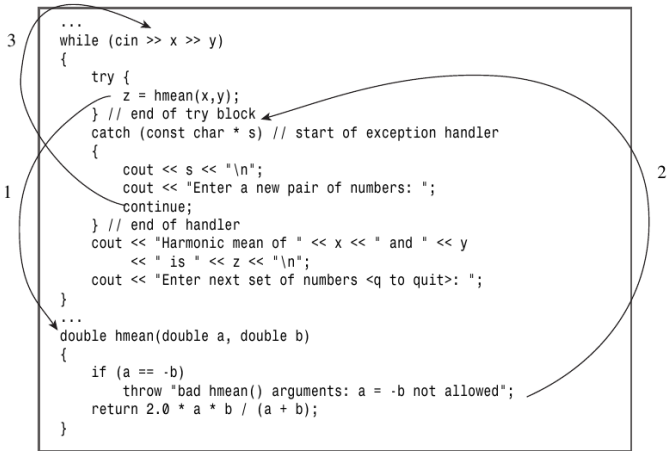 ...
3
while (cin >> x >> y)
{
    try {
        z = hmean(x,y);
    } // end of try block
    catch (const char * s) // start of exception handler
    {
        cout << s << "\n";
        cout << "Enter a new pair of numbers: ";
        continue;
    } // end of handler
    cout << "Harmonic mean of " << x << " and " << y
         << " is " << z << "\n";
    cout << "Enter next set of numbers <q to quit>: ";
}
...
double hmean(double a, double b)
{
    if (a == -b)
        throw "bad hmean() arguments: a = -b not allowed";
    return 2.0 * a * b / (a + b);
}
1
2